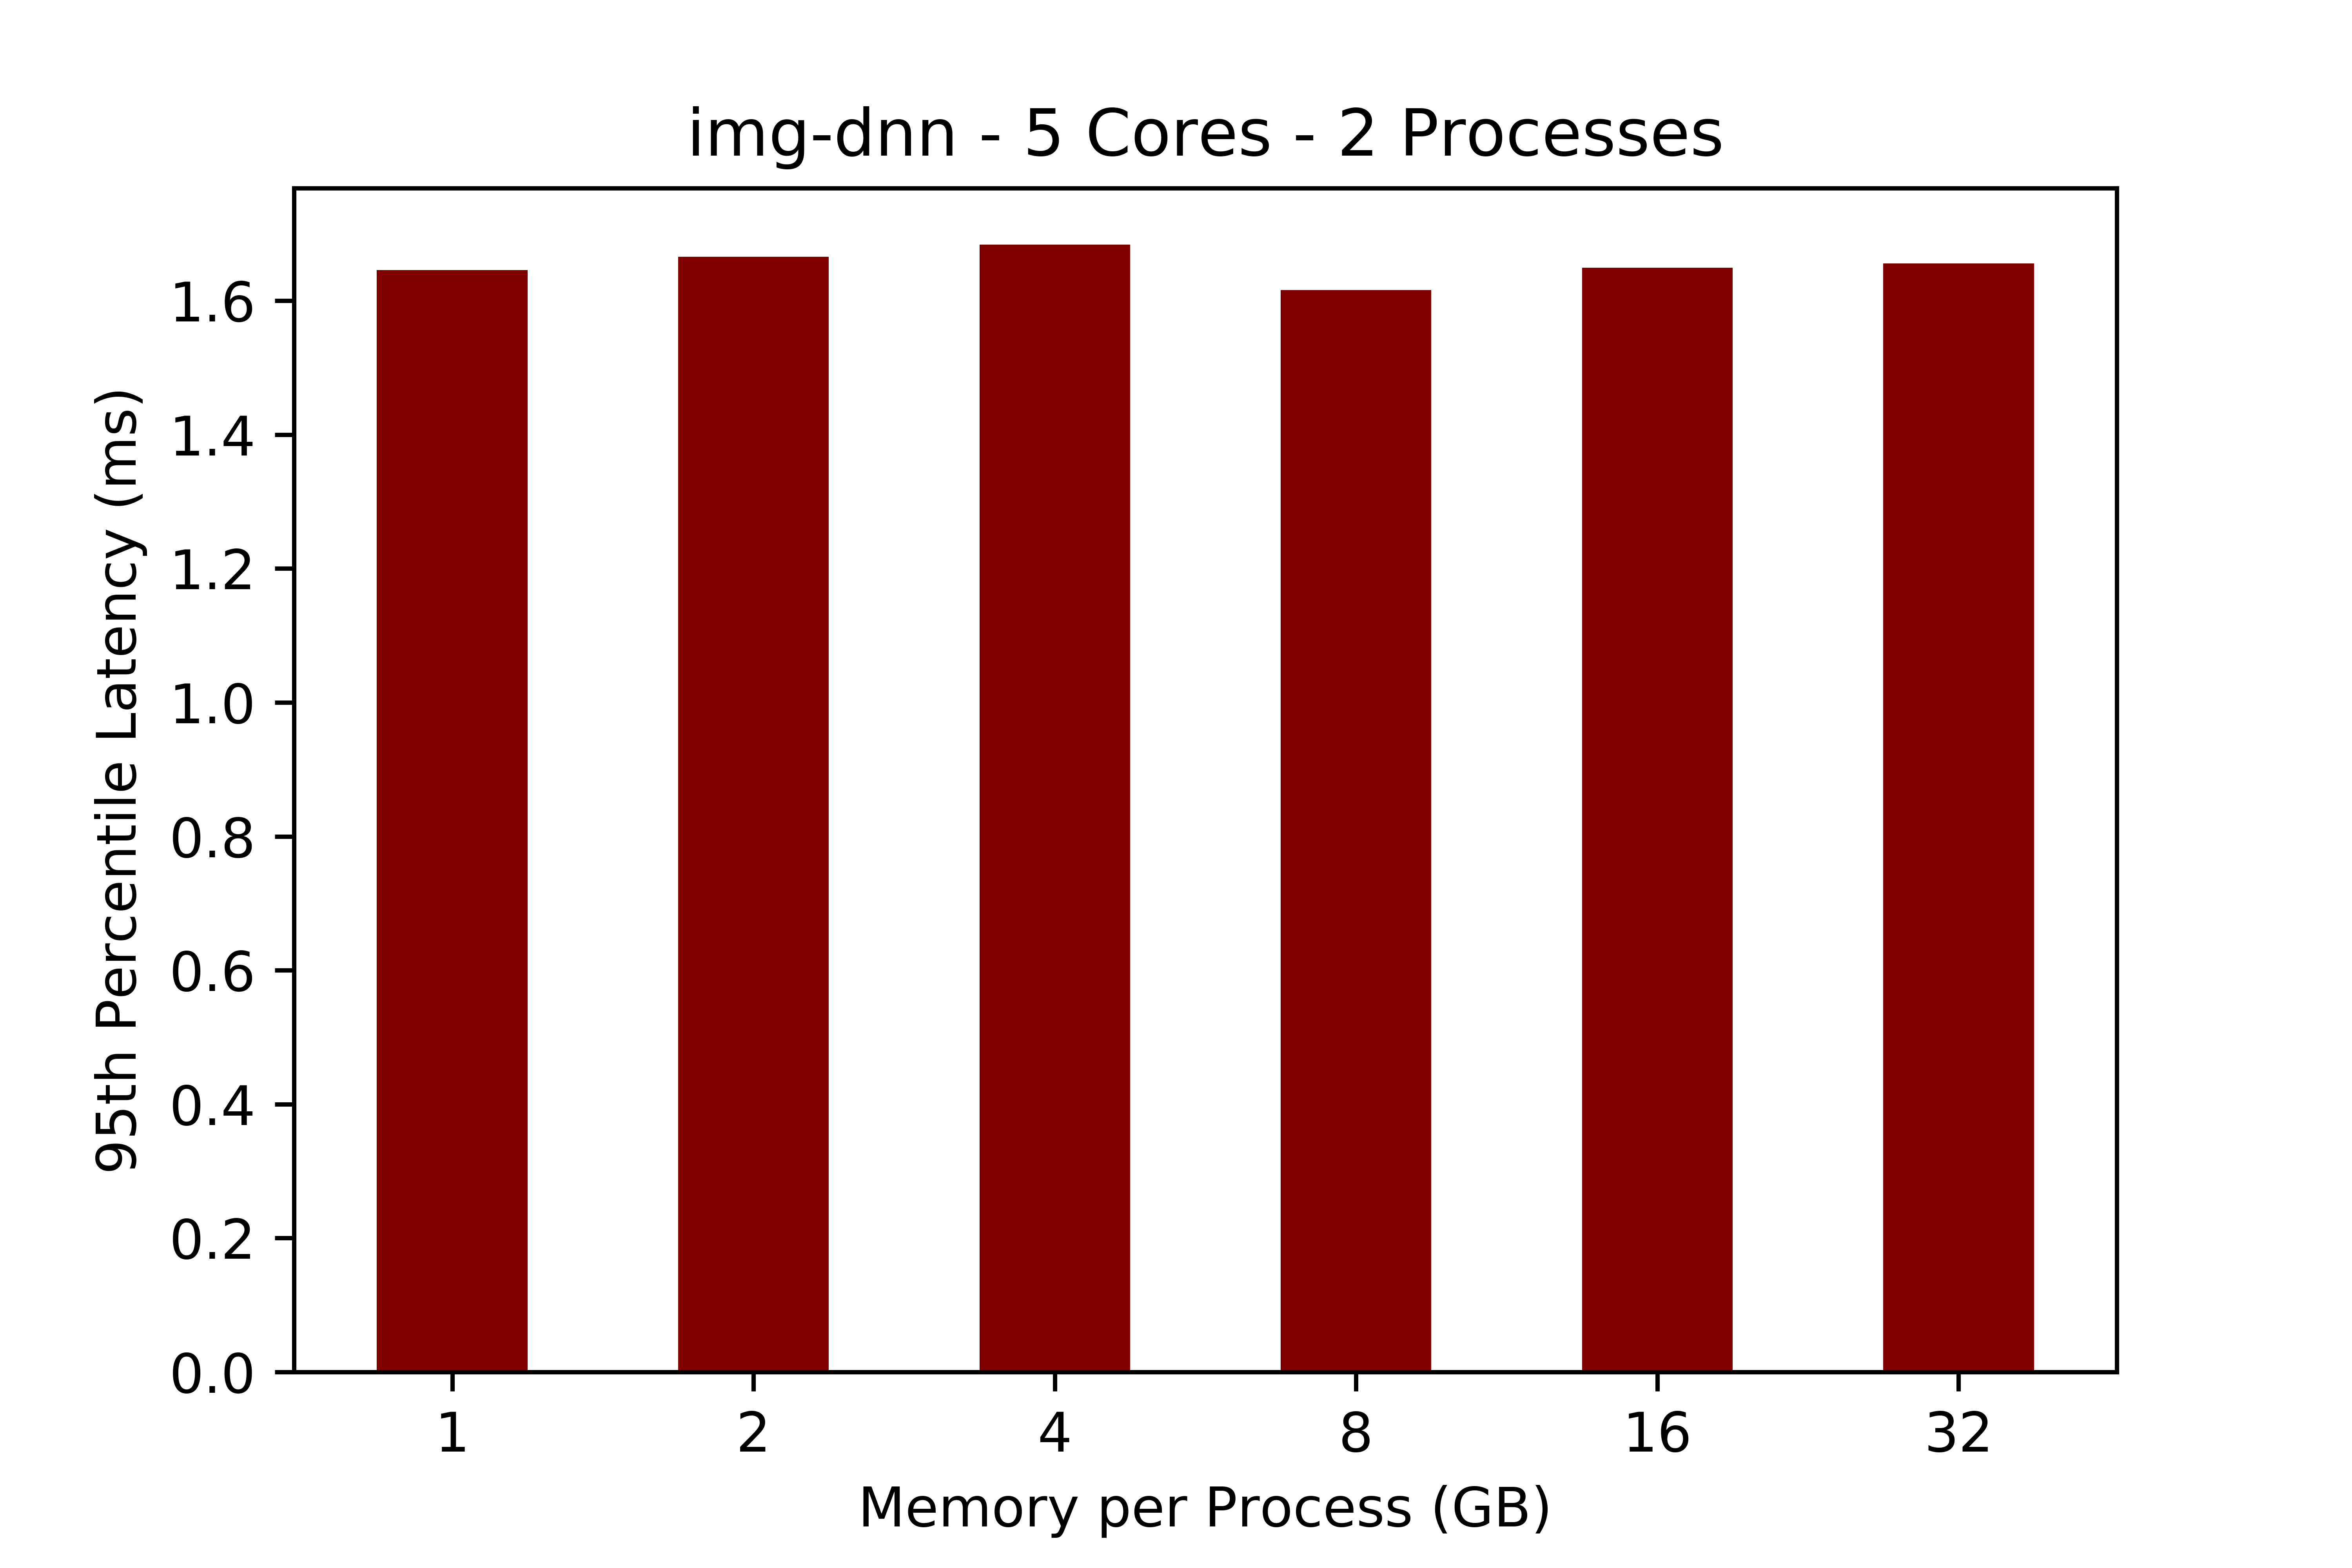 img-dnn - 5 Cores - 2 Processes
95th Percentile Latency (ms)
1.6
1.4
1.2
1.0
0.8
0.6
0.4
0.2
0.0
1 2 4 8 16 32
Memory per Process (GB)